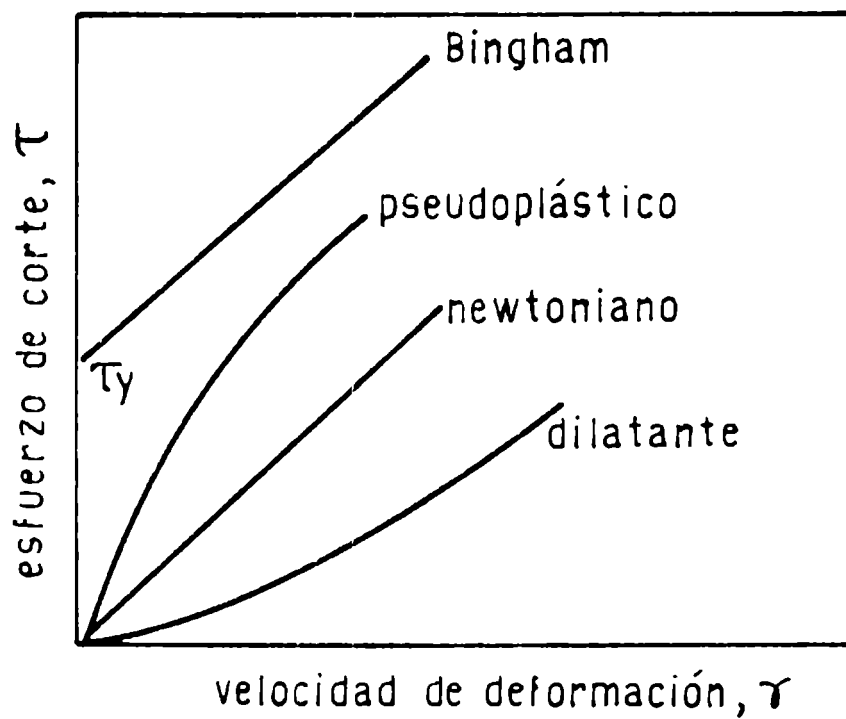 Bingham
pseudoplástico
newtoniano
τy
dilatante
esfuerzo de corte, τ
velocidad de deformación, γ